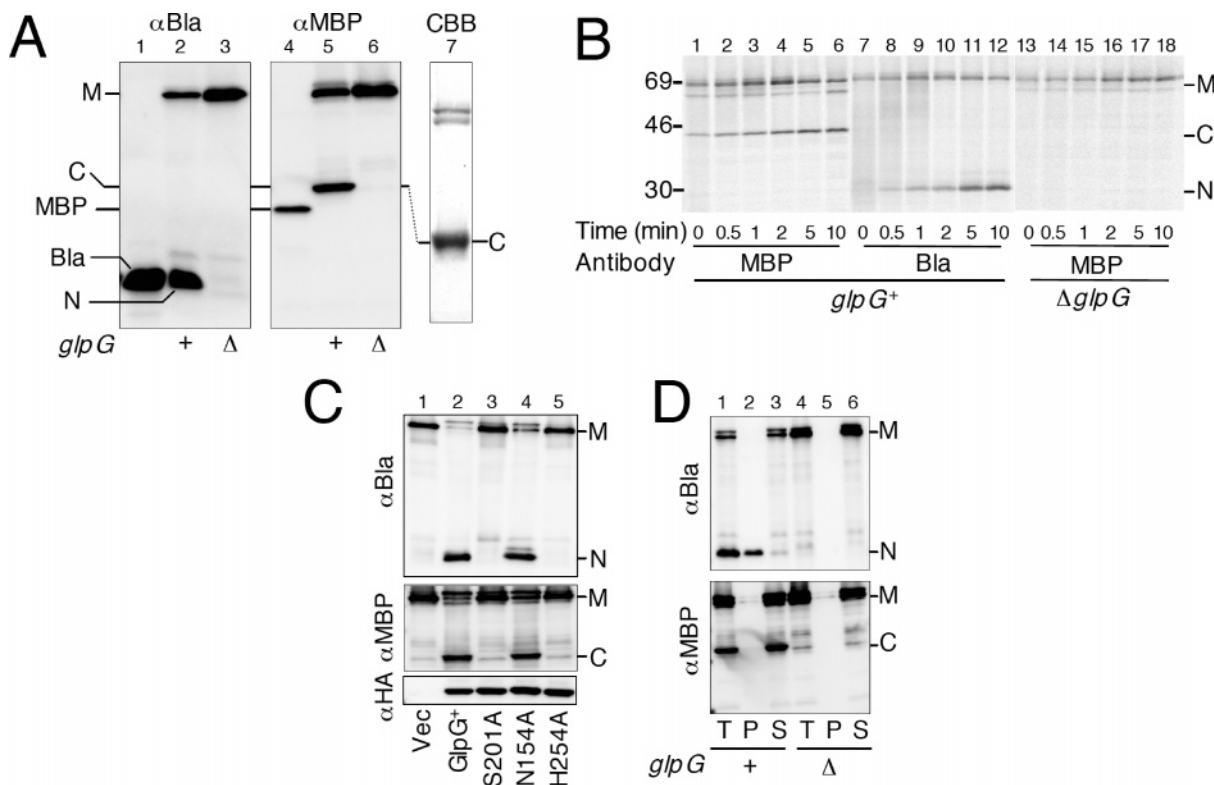 A
αBla
αMBP
CBB
1 2 3 4 5 6 7
M
C
MBP
Bla
N
C
glpG + Δ + Δ
B
1 2 3 4 5 6 7 8 9 10 11 12 13 14 15 16 17 18
69
46
30
M
C
N
Time (min) 0 0.5 1 2 5 10 0 0.5 1 2 5 10 0 0.5 1 2 5 10
Antibody MBP Bla MBP
glpG+ ΔglpG
C
1 2 3 4 5
αBla
M
N
αMBP
M
C
αHA
Vec
GlpG+
S201A
N154A
H254A
D
1 2 3 4 5 6
αBla
M
N
αMBP
M
C
T P S T P S
glpG + Δ